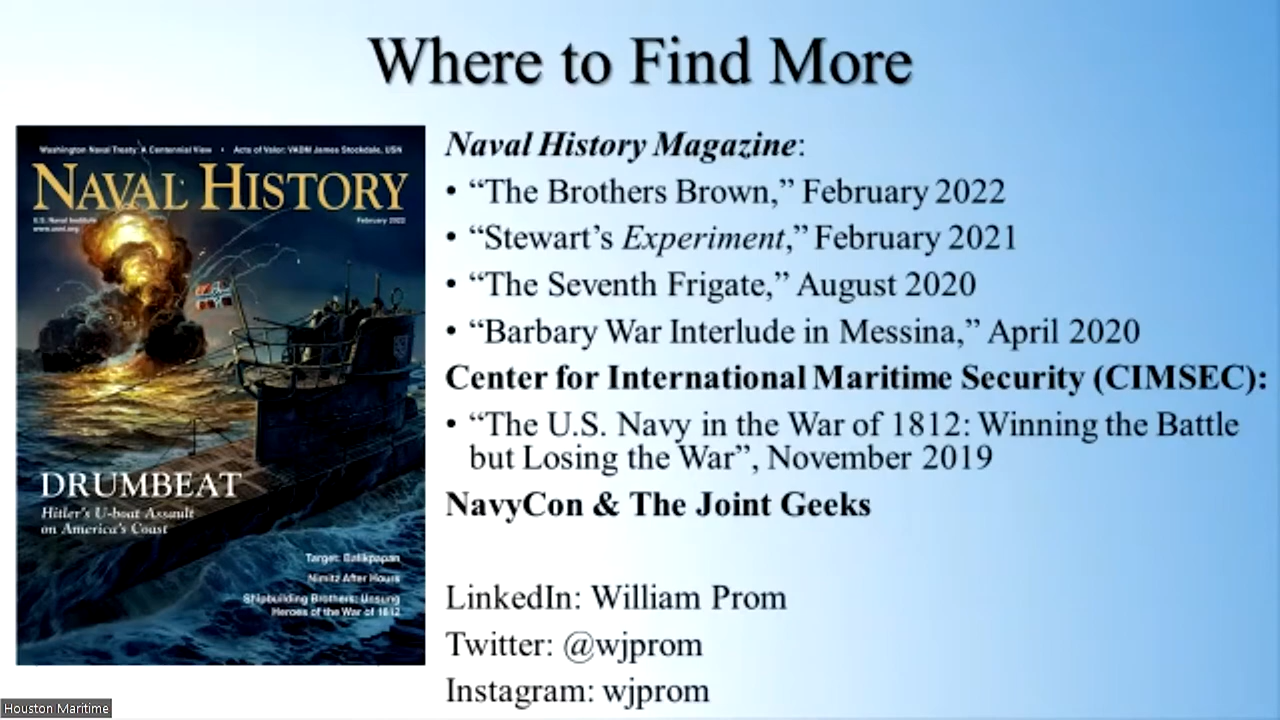 Where to Find More
Washington Naval Treaty: A Centennial View • Acts of Valor: VADM James Stockdale, USN
NAVAL HISTORY
U.S. Naval Institute
www.usni.org
February 2022
DRUMBEAT
Hitler's U-boat Assault
on America's Coast
Target: Balikpapan
Nimitz After Hours
Shipbuilding Brothers: Unsung
Heroes of the War of 1812
Naval History Magazine:
• “The Brothers Brown,” February 2022
• “Stewart’s Experiment,” February 2021
• “The Seventh Frigate,” August 2020
• “Barbary War Interlude in Messina,” April 2020
Center for International Maritime Security (CIMSEC):
• “The U.S. Navy in the War of 1812: Winning the Battle
but Losing the War”, November 2019
NavyCon & The Joint Geeks
LinkedIn: William Prom
Twitter: @wjprom
Instagram: wjprom
Houston Maritime